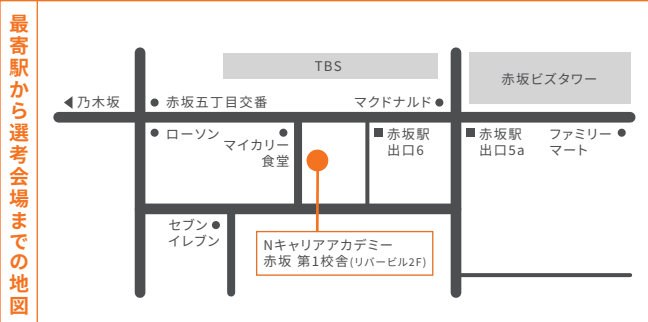 最寄駅から選考会場までの地図
TBS
赤坂ビズタワー
◀乃木坂
● 赤坂五丁目交番
マクドナルド●
● ローソン
マイカリー
食堂
■赤坂駅
出口6
■赤坂駅
出口5a
ファミリー ●
マート
セブン●
イレブン
Nキャリアアカデミー
赤坂 第1校舎(リバービル2F)